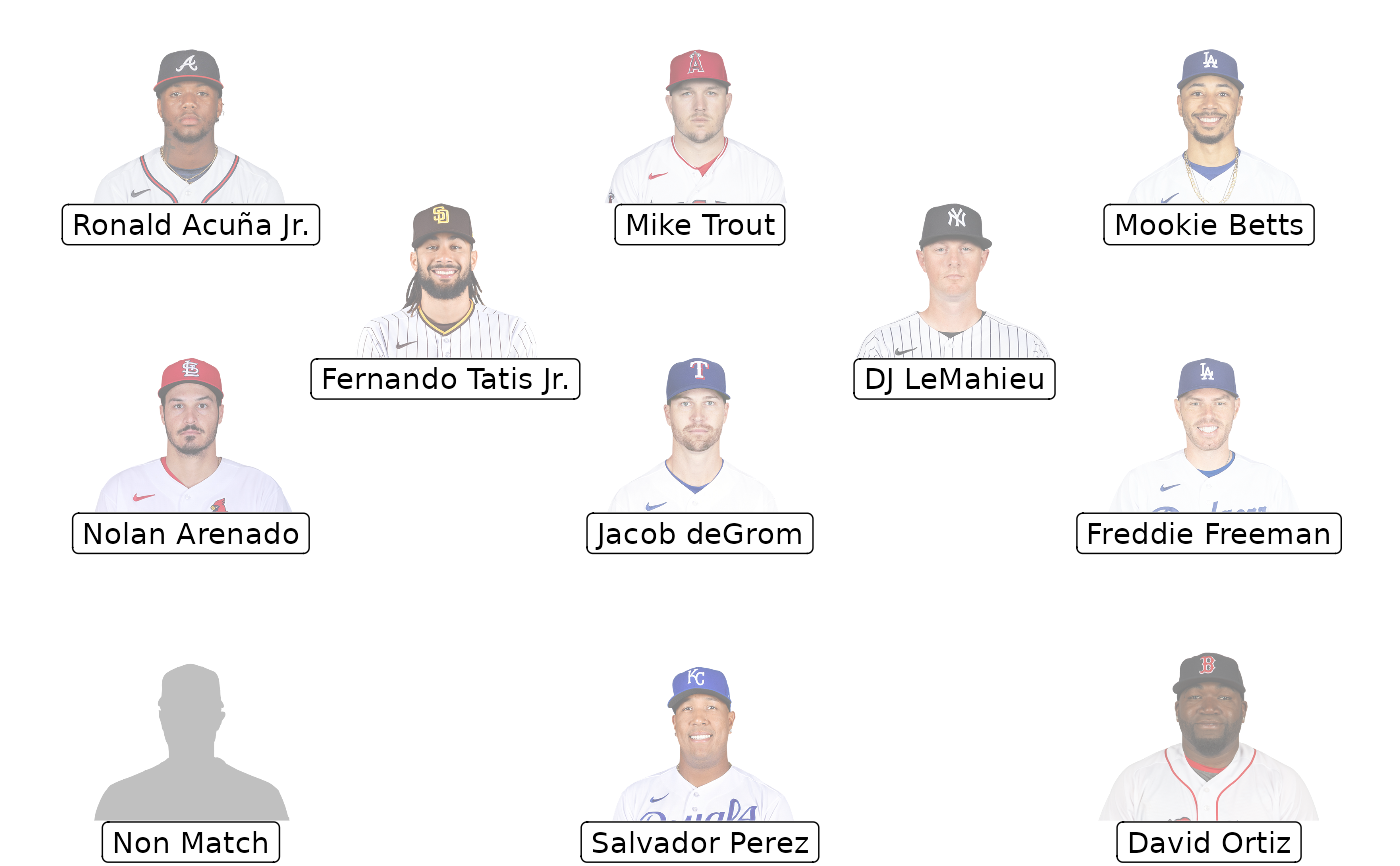 Ronald Acuña Jr.
Mike Trout
Mookie Betts
Fernando Tatis Jr.
DJ LeMahieu
Nolan Arenado
Jacob deGrom
Freddie Freeman
Non Match
Salvador Perez
David Ortiz